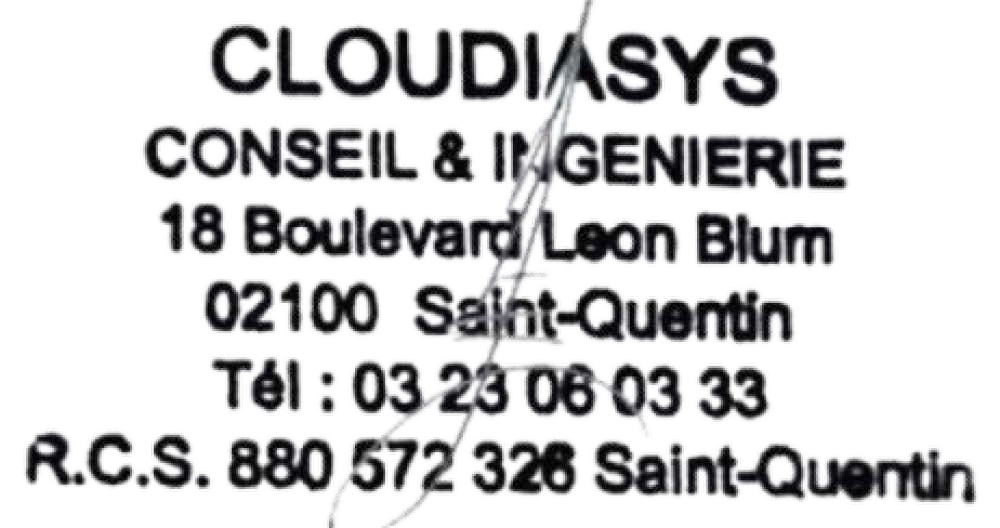 CLOUDIASYS
CONSEIL & INGENIERIE
18 Boulevard Leon Blum
02100 Saint-Quentin
Tél : 03 23 06 03 33
R.C.S. 880 572 326 Saint-Quentin